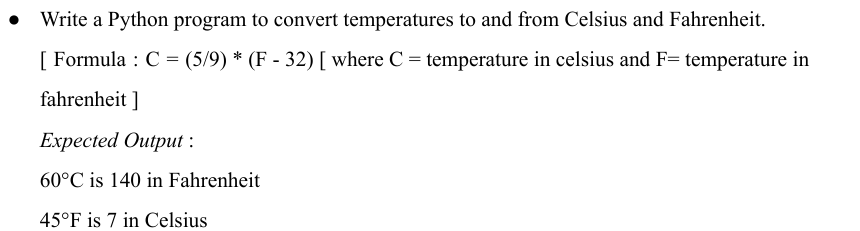 ● Write a Python program to convert temperatures to and from Celsius and Fahrenheit.
[ Formula : C = (5/9) * (F - 32) [ where C = temperature in celsius and F= temperature in
fahrenheit ]
Expected Output :
60°C is 140 in Fahrenheit
45°F is 7 in Celsius